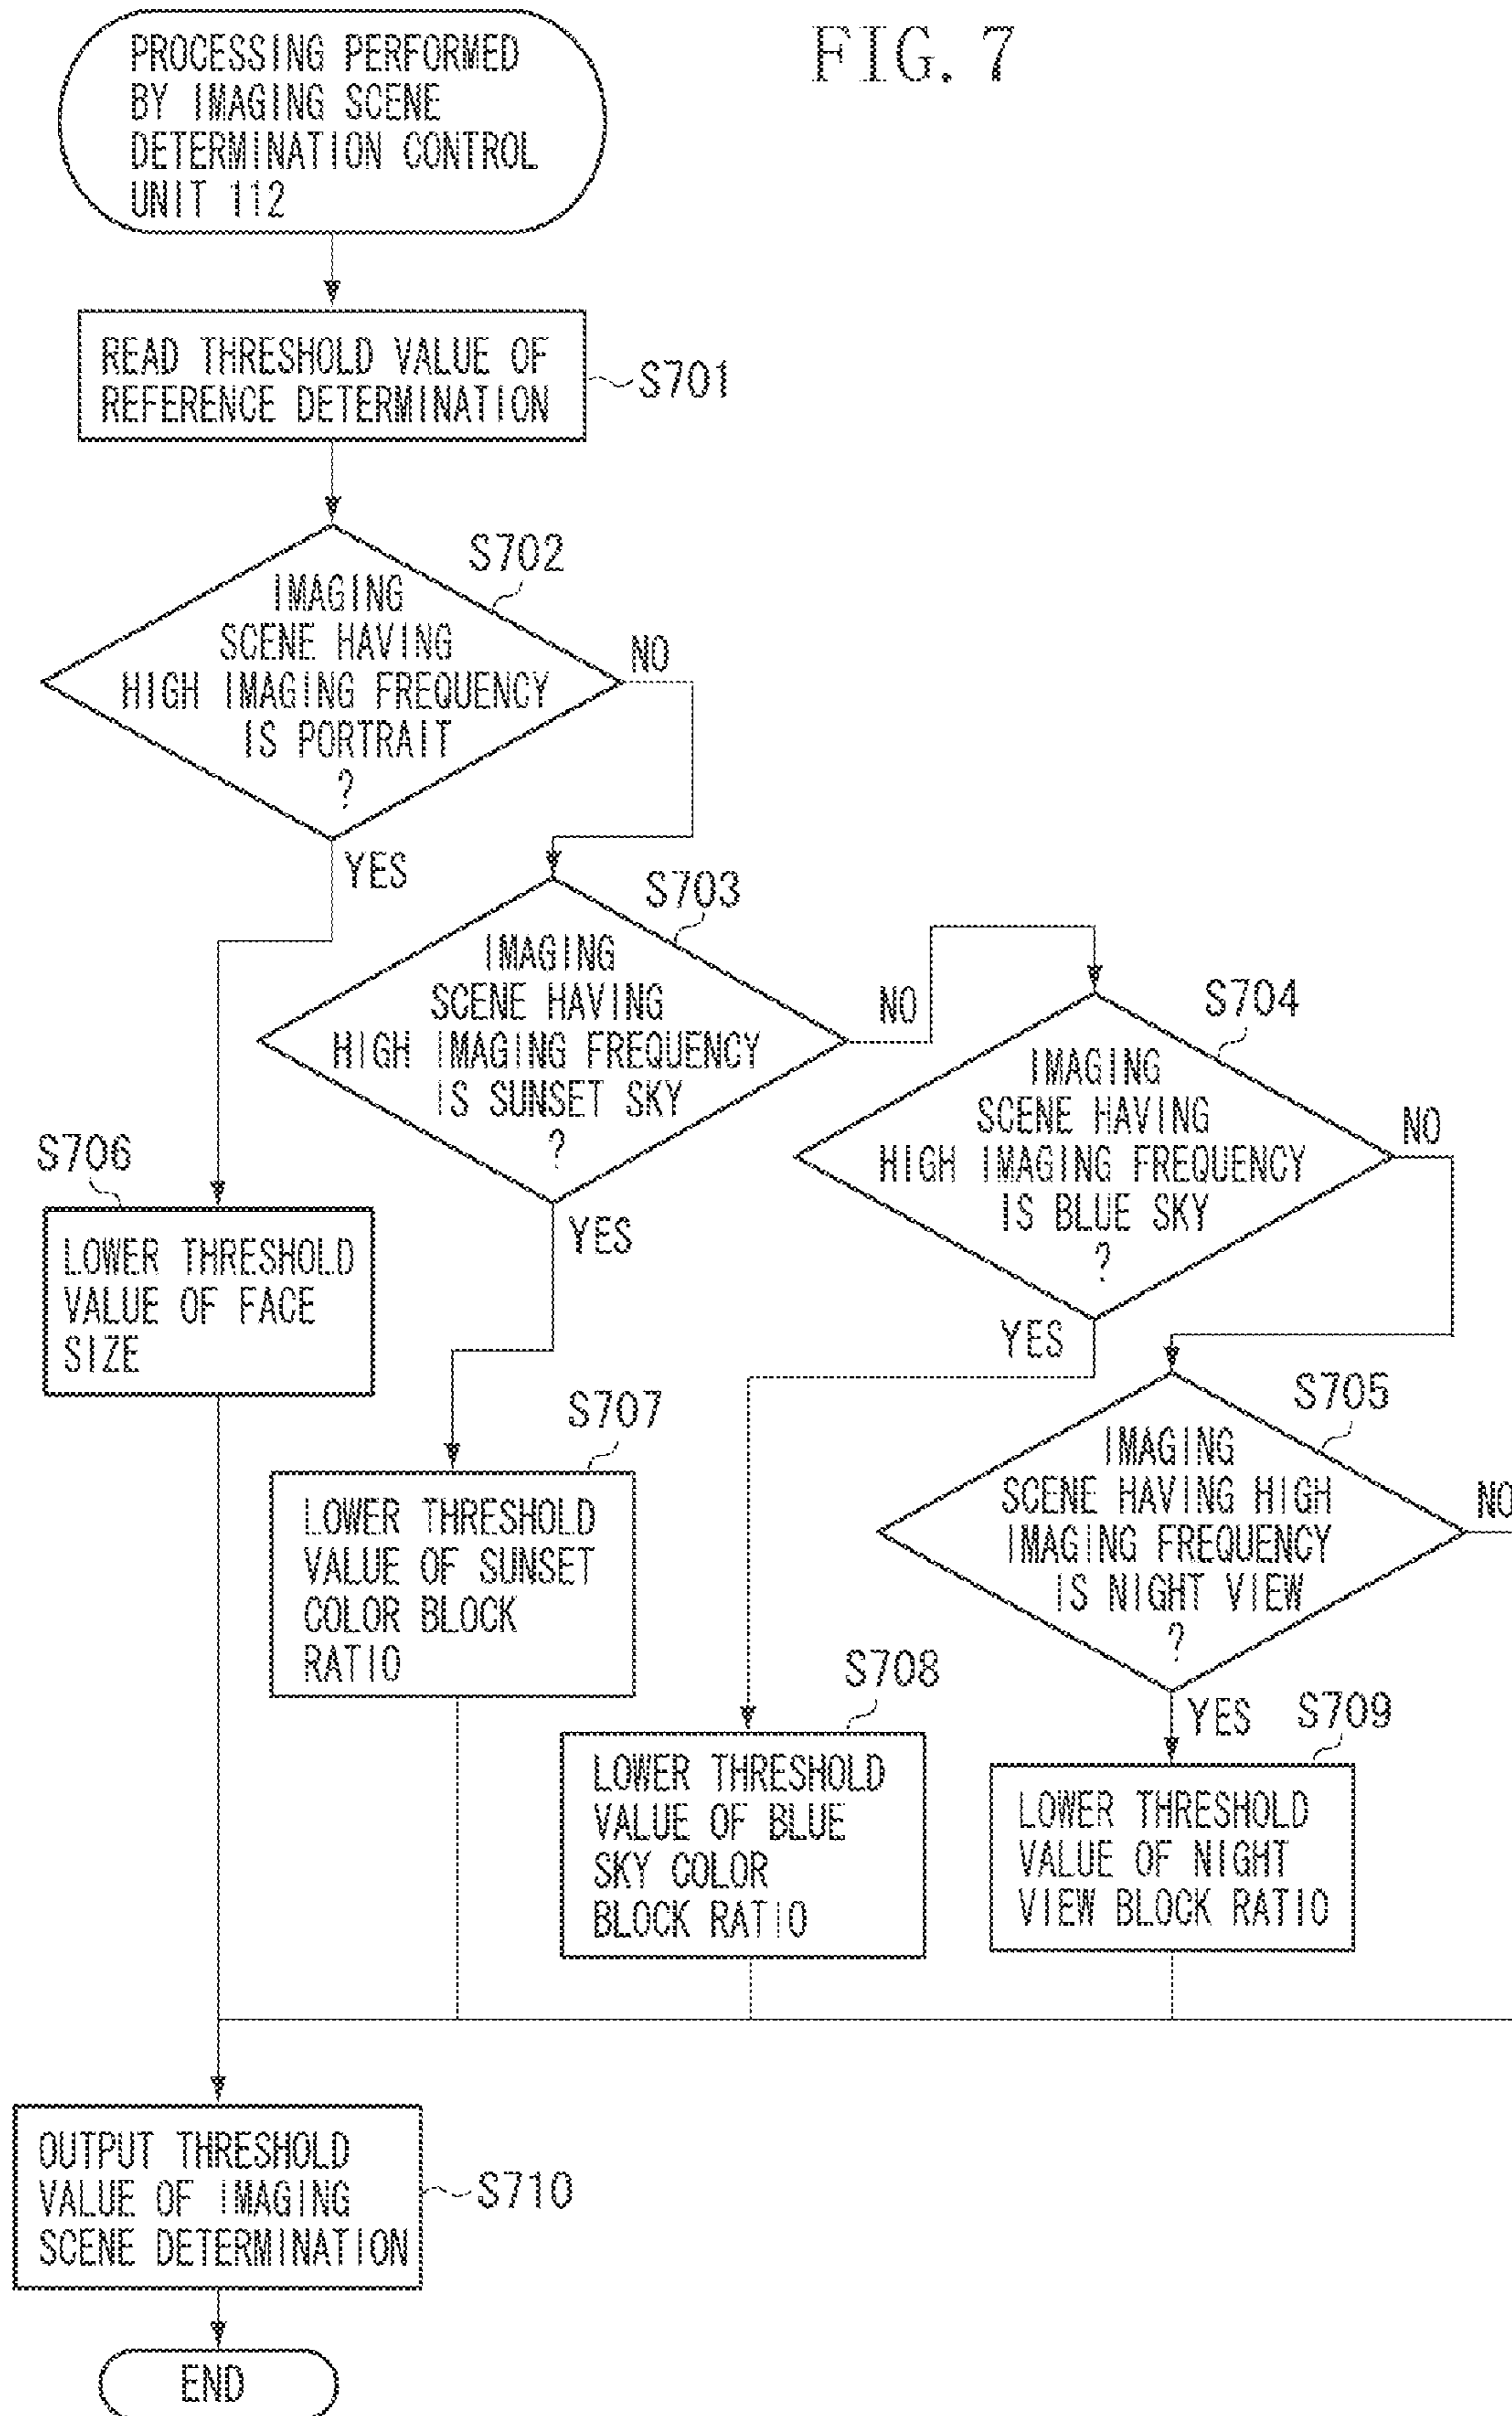 FIG. 7
PROCESSING PERFORMED
BY IMAGING SCENE
DETERMINATION CONTROL
UNIT 112
READ THRESHOLD VALUE OF
REFERENCE DETERMINATION
S701
S702
IMAGING
SCENE HAVING
HIGH IMAGING FREQUENCY
IS PORTRAIT
?
NO
YES
S703
IMAGING
SCENE HAVING
HIGH IMAGING FREQUENCY
IS SUNSET SKY
?
NO
YES
S704
IMAGING
SCENE HAVING
HIGH IMAGING FREQUENCY
IS BLUE SKY
?
NO
YES
S705
IMAGING
SCENE HAVING HIGH
IMAGING FREQUENCY
IS NIGHT VIEW
?
NO
YES
S706
LOWER THRESHOLD
VALUE OF FACE
SIZE
S707
LOWER THRESHOLD
VALUE OF SUNSET
COLOR BLOCK
RATIO
S708
LOWER THRESHOLD
VALUE OF BLUE
SKY COLOR
BLOCK RATIO
S709
LOWER THRESHOLD
VALUE OF NIGHT
VIEW BLOCK RATIO
OUTPUT THRESHOLD
VALUE OF IMAGING
SCENE DETERMINATION
S710
END